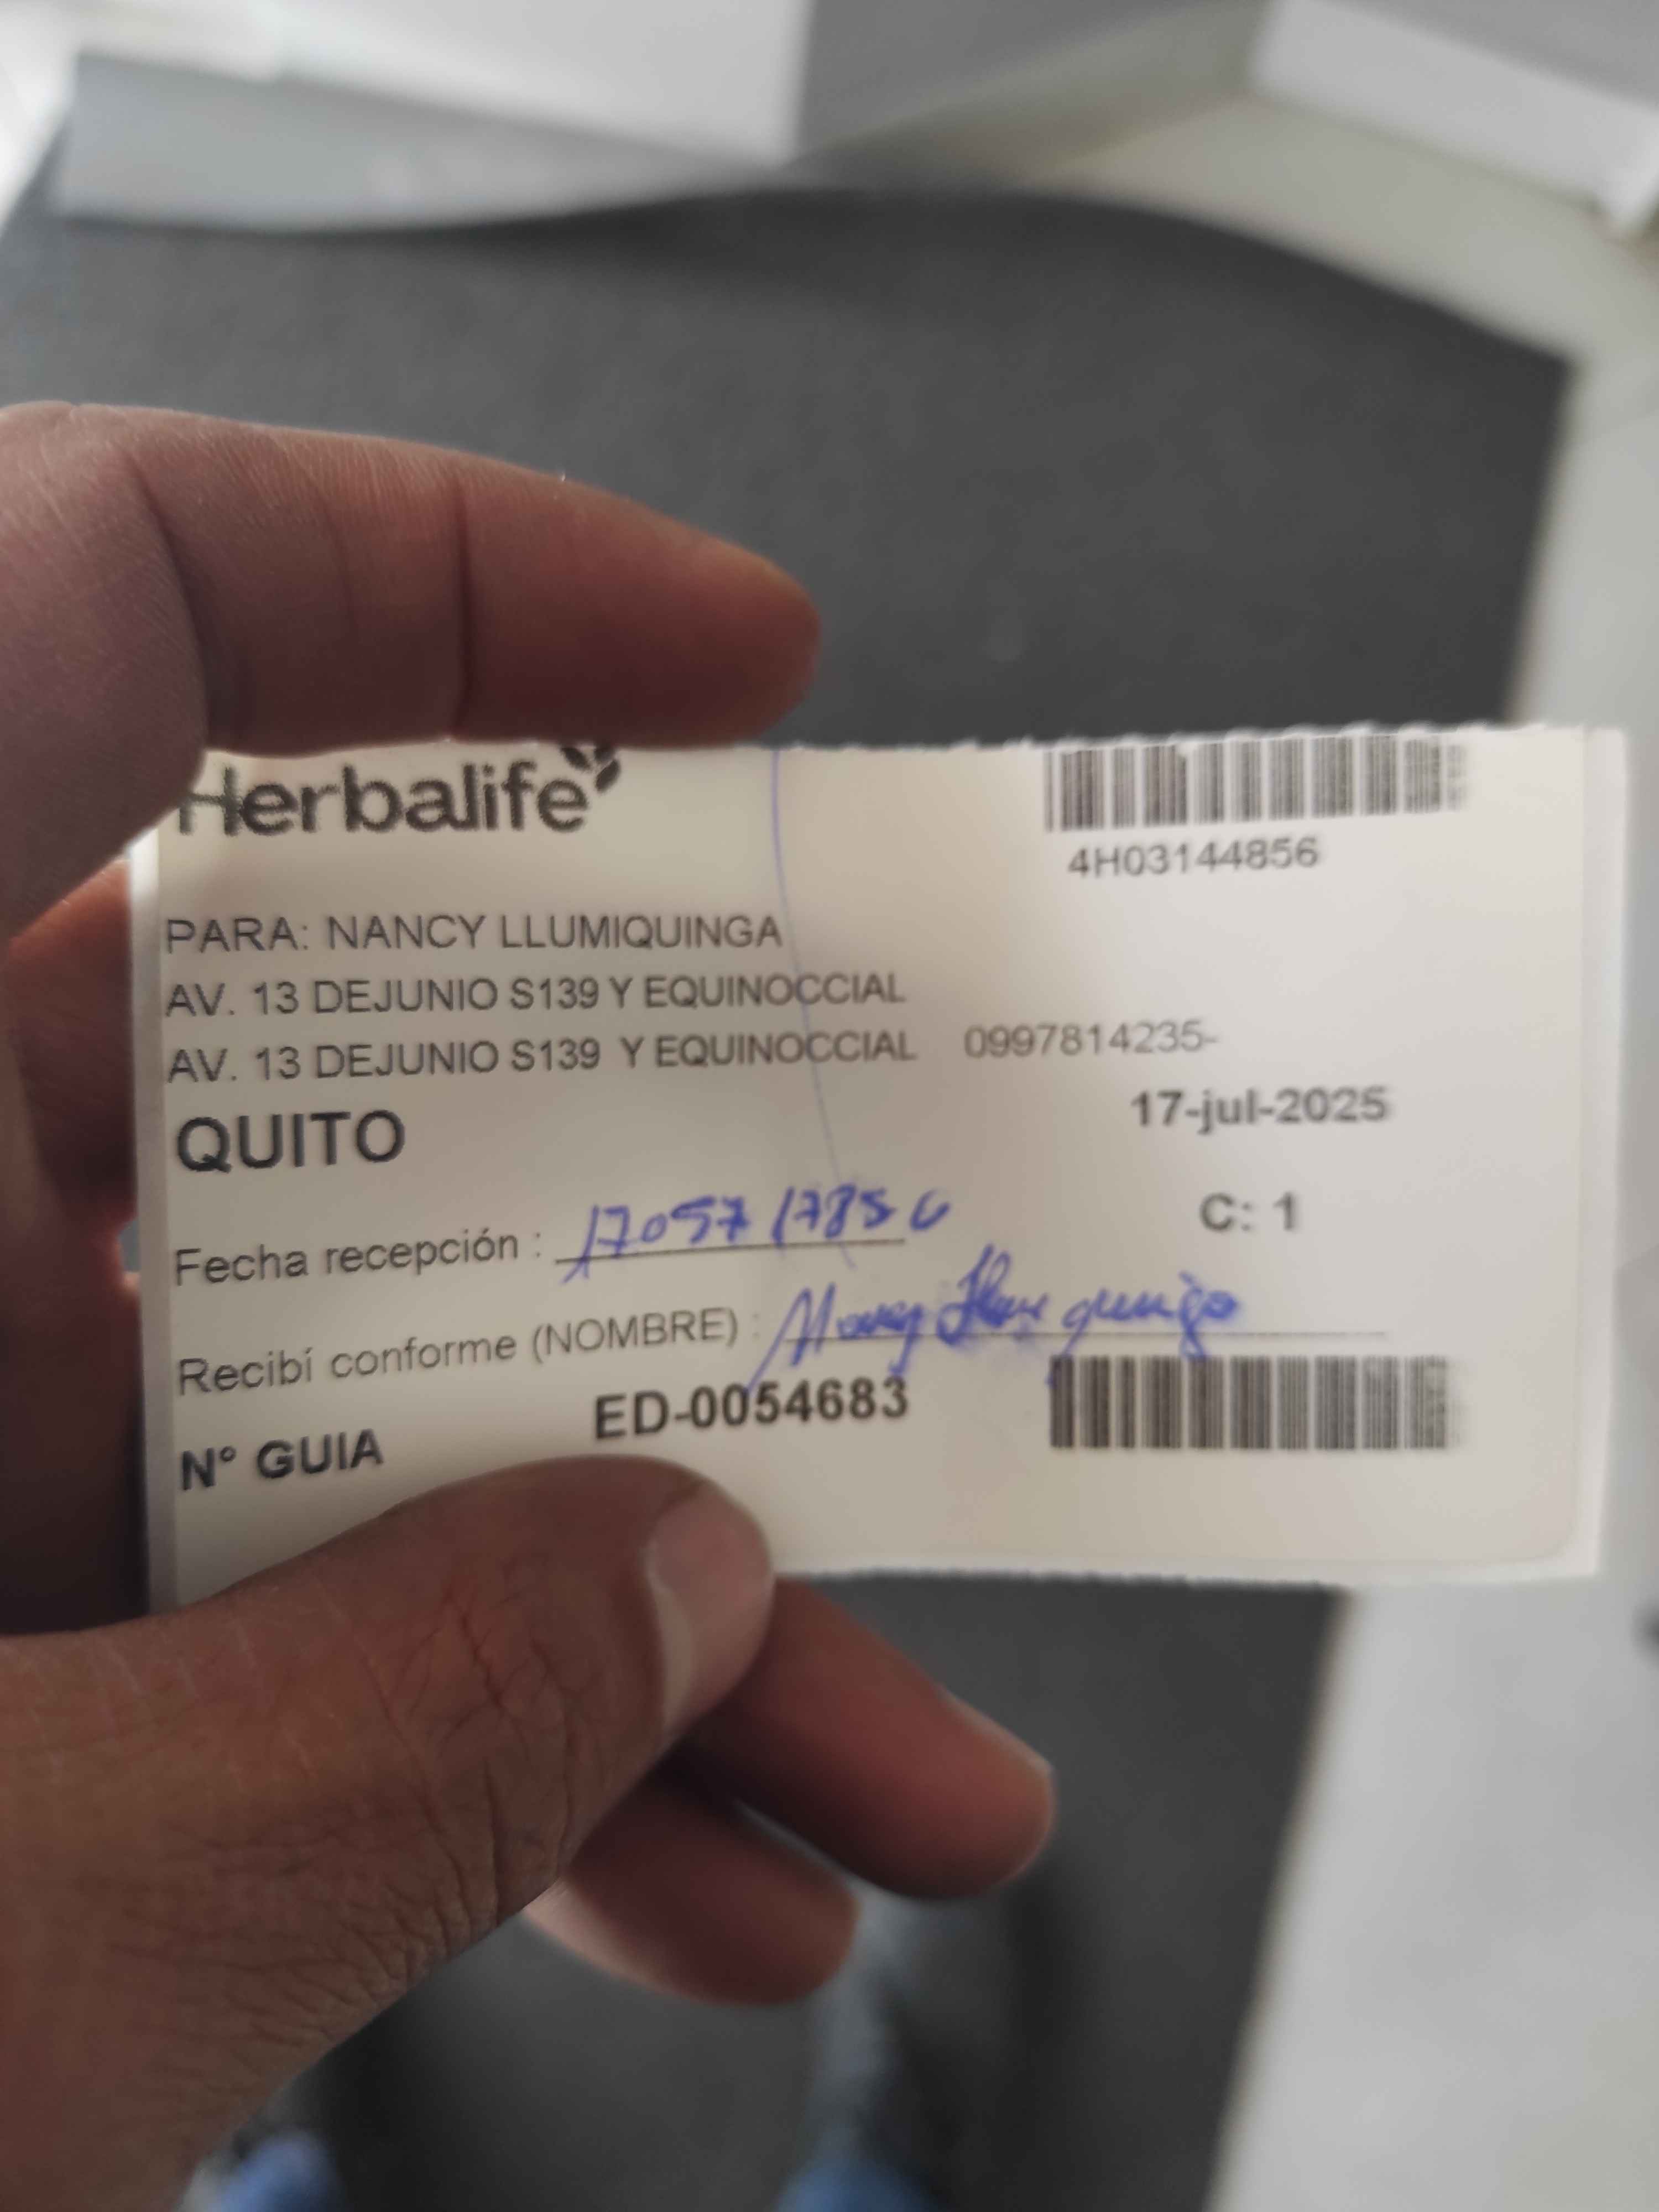 Herbalife
4H03144856
PARA: NANCY LLUMIQUINGA
AV. 13 DEJUNIO S139 Y EQUINOCCIAL
AV. 13 DEJUNIO S139 Y EQUINOCCIAL 0997814235-
QUITO 17-jul-2025
C: 1
Fecha recepción :
Recibí conforme (NOMBRE) : Nancy
N° GUIA ED-0054683